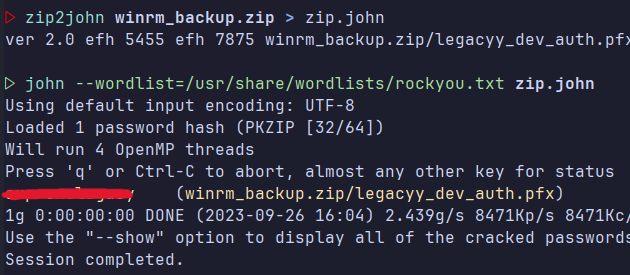 ▷ zip2john winrm_backup.zip > zip.john
ver 2.0 efh 5455 efh 7875 winrm_backup.zip/legacyy_dev_auth.pfx
▷ john --wordlist=/usr/share/wordlists/rockyou.txt zip.john
Using default input encoding: UTF-8
Loaded 1 password hash (PKZIP [32/64])
Will run 4 OpenMP threads
Press 'q' or Ctrl-C to abort, almost any other key for status
(winrm_backup.zip/legacyy_dev_auth.pfx)
1g 0:00:00:00 DONE (2023-09-26 16:04) 2.439g/s 8471Kp/s 8471Kc/
Use the "--show" option to display all of the cracked passwords
Session completed.